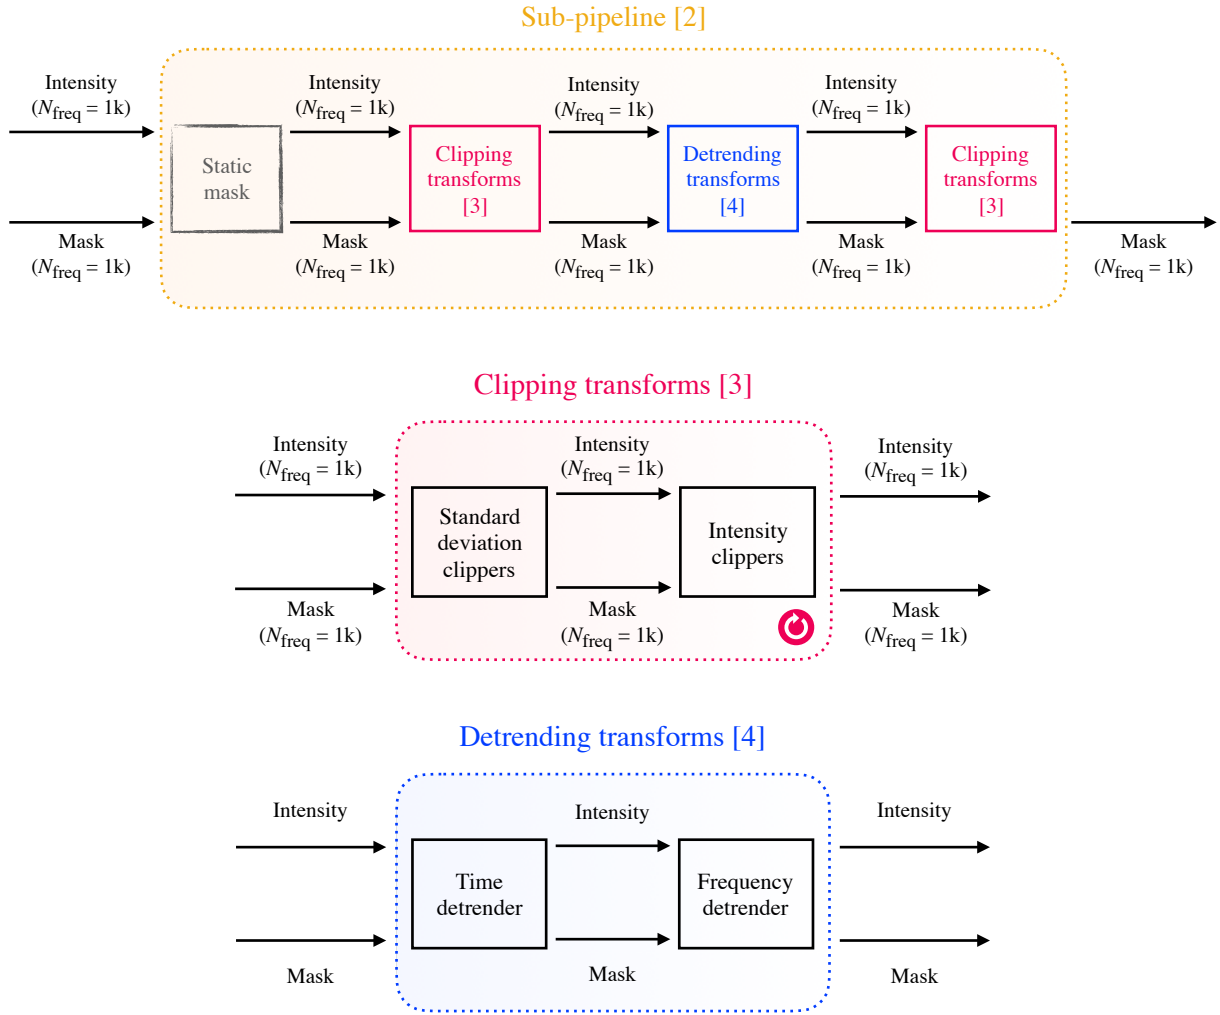 Sub-pipeline [2]
Intensity
(Nfreq = 1k)
Intensity
(Nfreq = 1k)
Intensity
(Nfreq = 1k)
Intensity
(Nfreq = 1k)
Static
mask
Clipping
transforms
[3]
Detrending
transforms
[4]
Clipping
transforms
[3]
Mask
(Nfreq = 1k)
Mask
(Nfreq = 1k)
Mask
(Nfreq = 1k)
Mask
(Nfreq = 1k)
Mask
(Nfreq = 1k)
Clipping transforms [3]
Intensity
(Nfreq = 1k)
Intensity
(Nfreq = 1k)
Intensity
(Nfreq = 1k)
Standard
deviation
clippers
Intensity
clippers
Mask
(Nfreq = 1k)
Mask
(Nfreq = 1k)
Mask
(Nfreq = 1k)
Detrending transforms [4]
Intensity
Intensity
Intensity
Time
detrender
Frequency
detrender
Mask
Mask
Mask